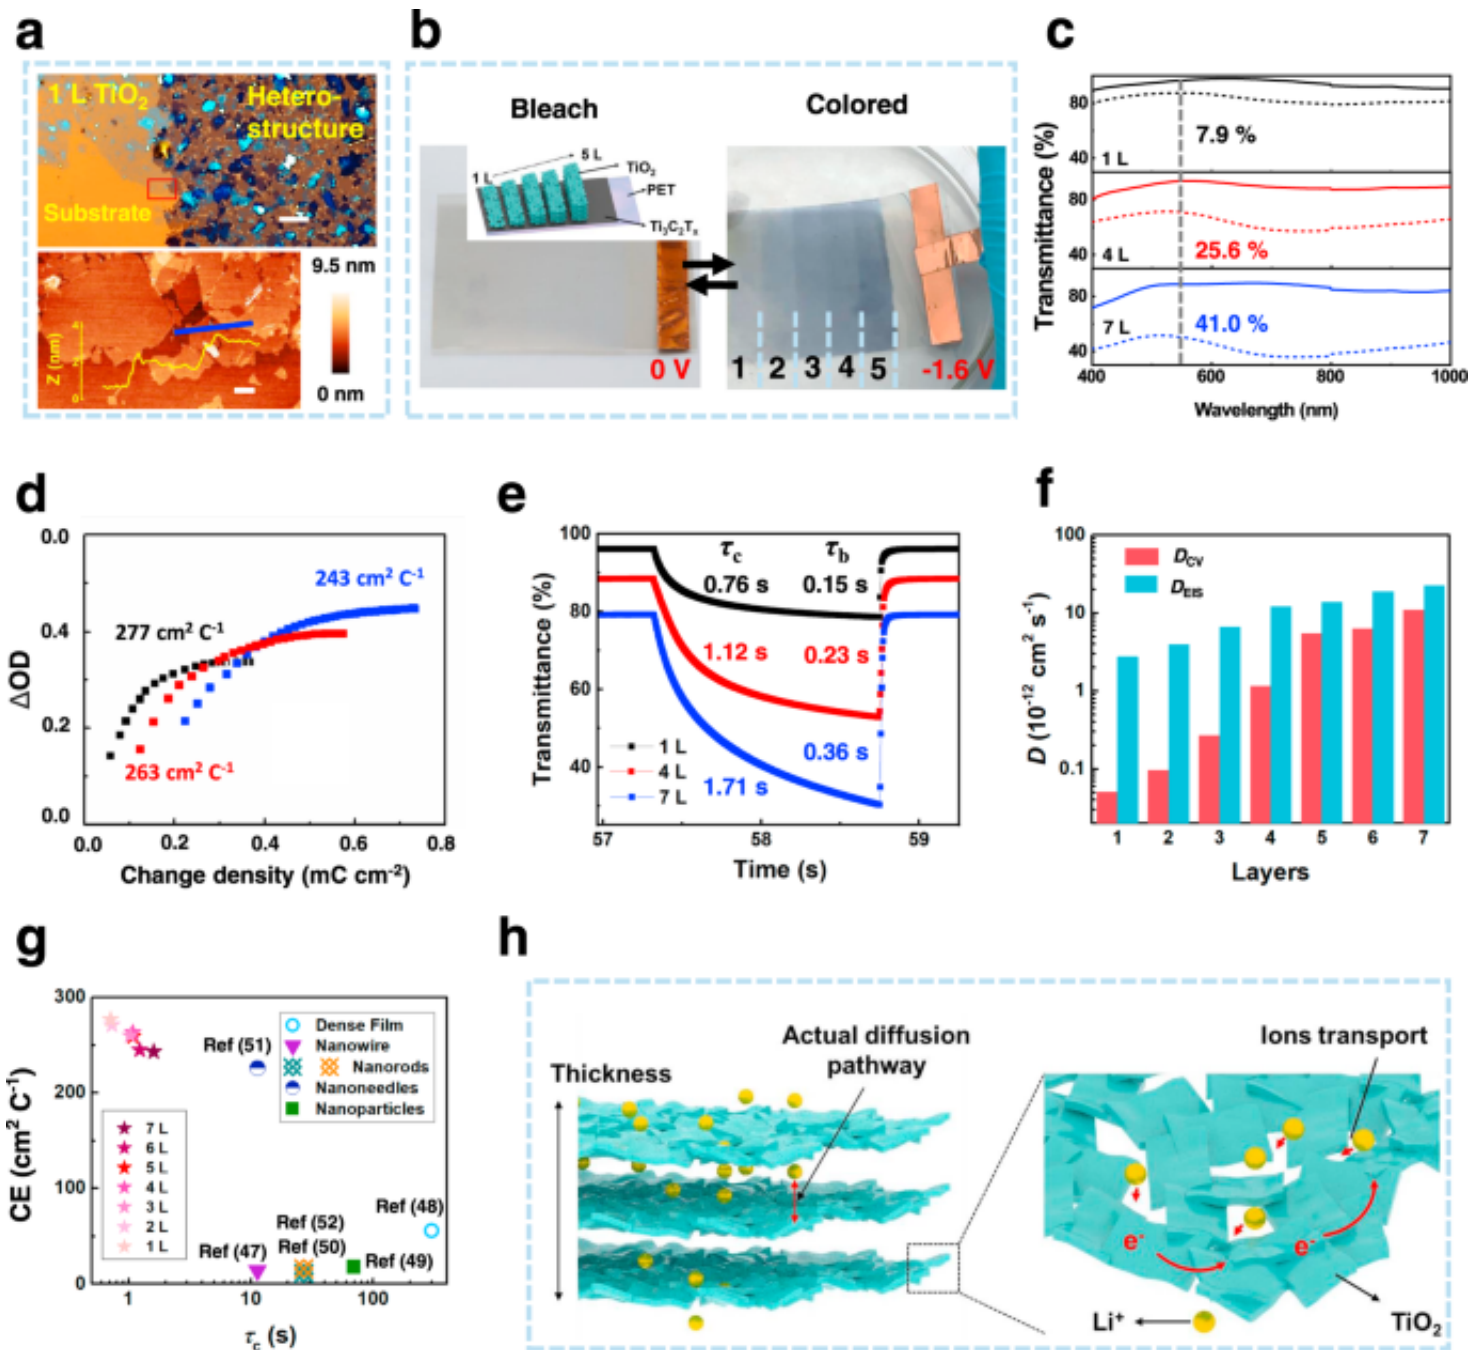 a
1 L TiO2
Hetero-
structure
Substrate
9.5 nm
0 nm
Z (nm)
4
2
0
b
Bleach
Colored
1 L
5 L
TiO2
PET
Ti3C2Tx
0 V
1 2 3 4 5
-1.6 V
c
Transmittance (%)
80
40
1 L
7.9 %
80
40
4 L
25.6 %
80
40
7 L
41.0 %
400 600 800 1000
Wavelength (nm)
d
ΔOD
0.0
0.4
0.2
0.0
243 cm² C⁻¹
277 cm² C⁻¹
263 cm² C⁻¹
0.0 0.2 0.4 0.6 0.8
Change density (mC cm⁻²)
e
Transmittance (%)
100
80
60
40
τc τb
0.76 s 0.15 s
1.12 s 0.23 s
0.36 s
1.71 s
1 L
4 L
7 L
57 58 59
Time (s)
f
D (10⁻¹² cm² s⁻¹)
100
10
1
0.1
DCV
DEIS
1 2 3 4 5 6 7
Layers
g
CE (cm² C⁻¹)
300
200
100
0
Ref (51)
Dense Film
Nanowire
Nanorods
Nanoneedles
Nanoparticles
7 L
6 L
5 L
4 L
3 L
2 L
1 L
Ref (48)
Ref (52)
Ref (47)
Ref (50)
Ref (49)
1 10 100
τc (s)
h
Thickness
Actual diffusion
pathway
Ions transport
e-
e-
Li⁺
TiO2